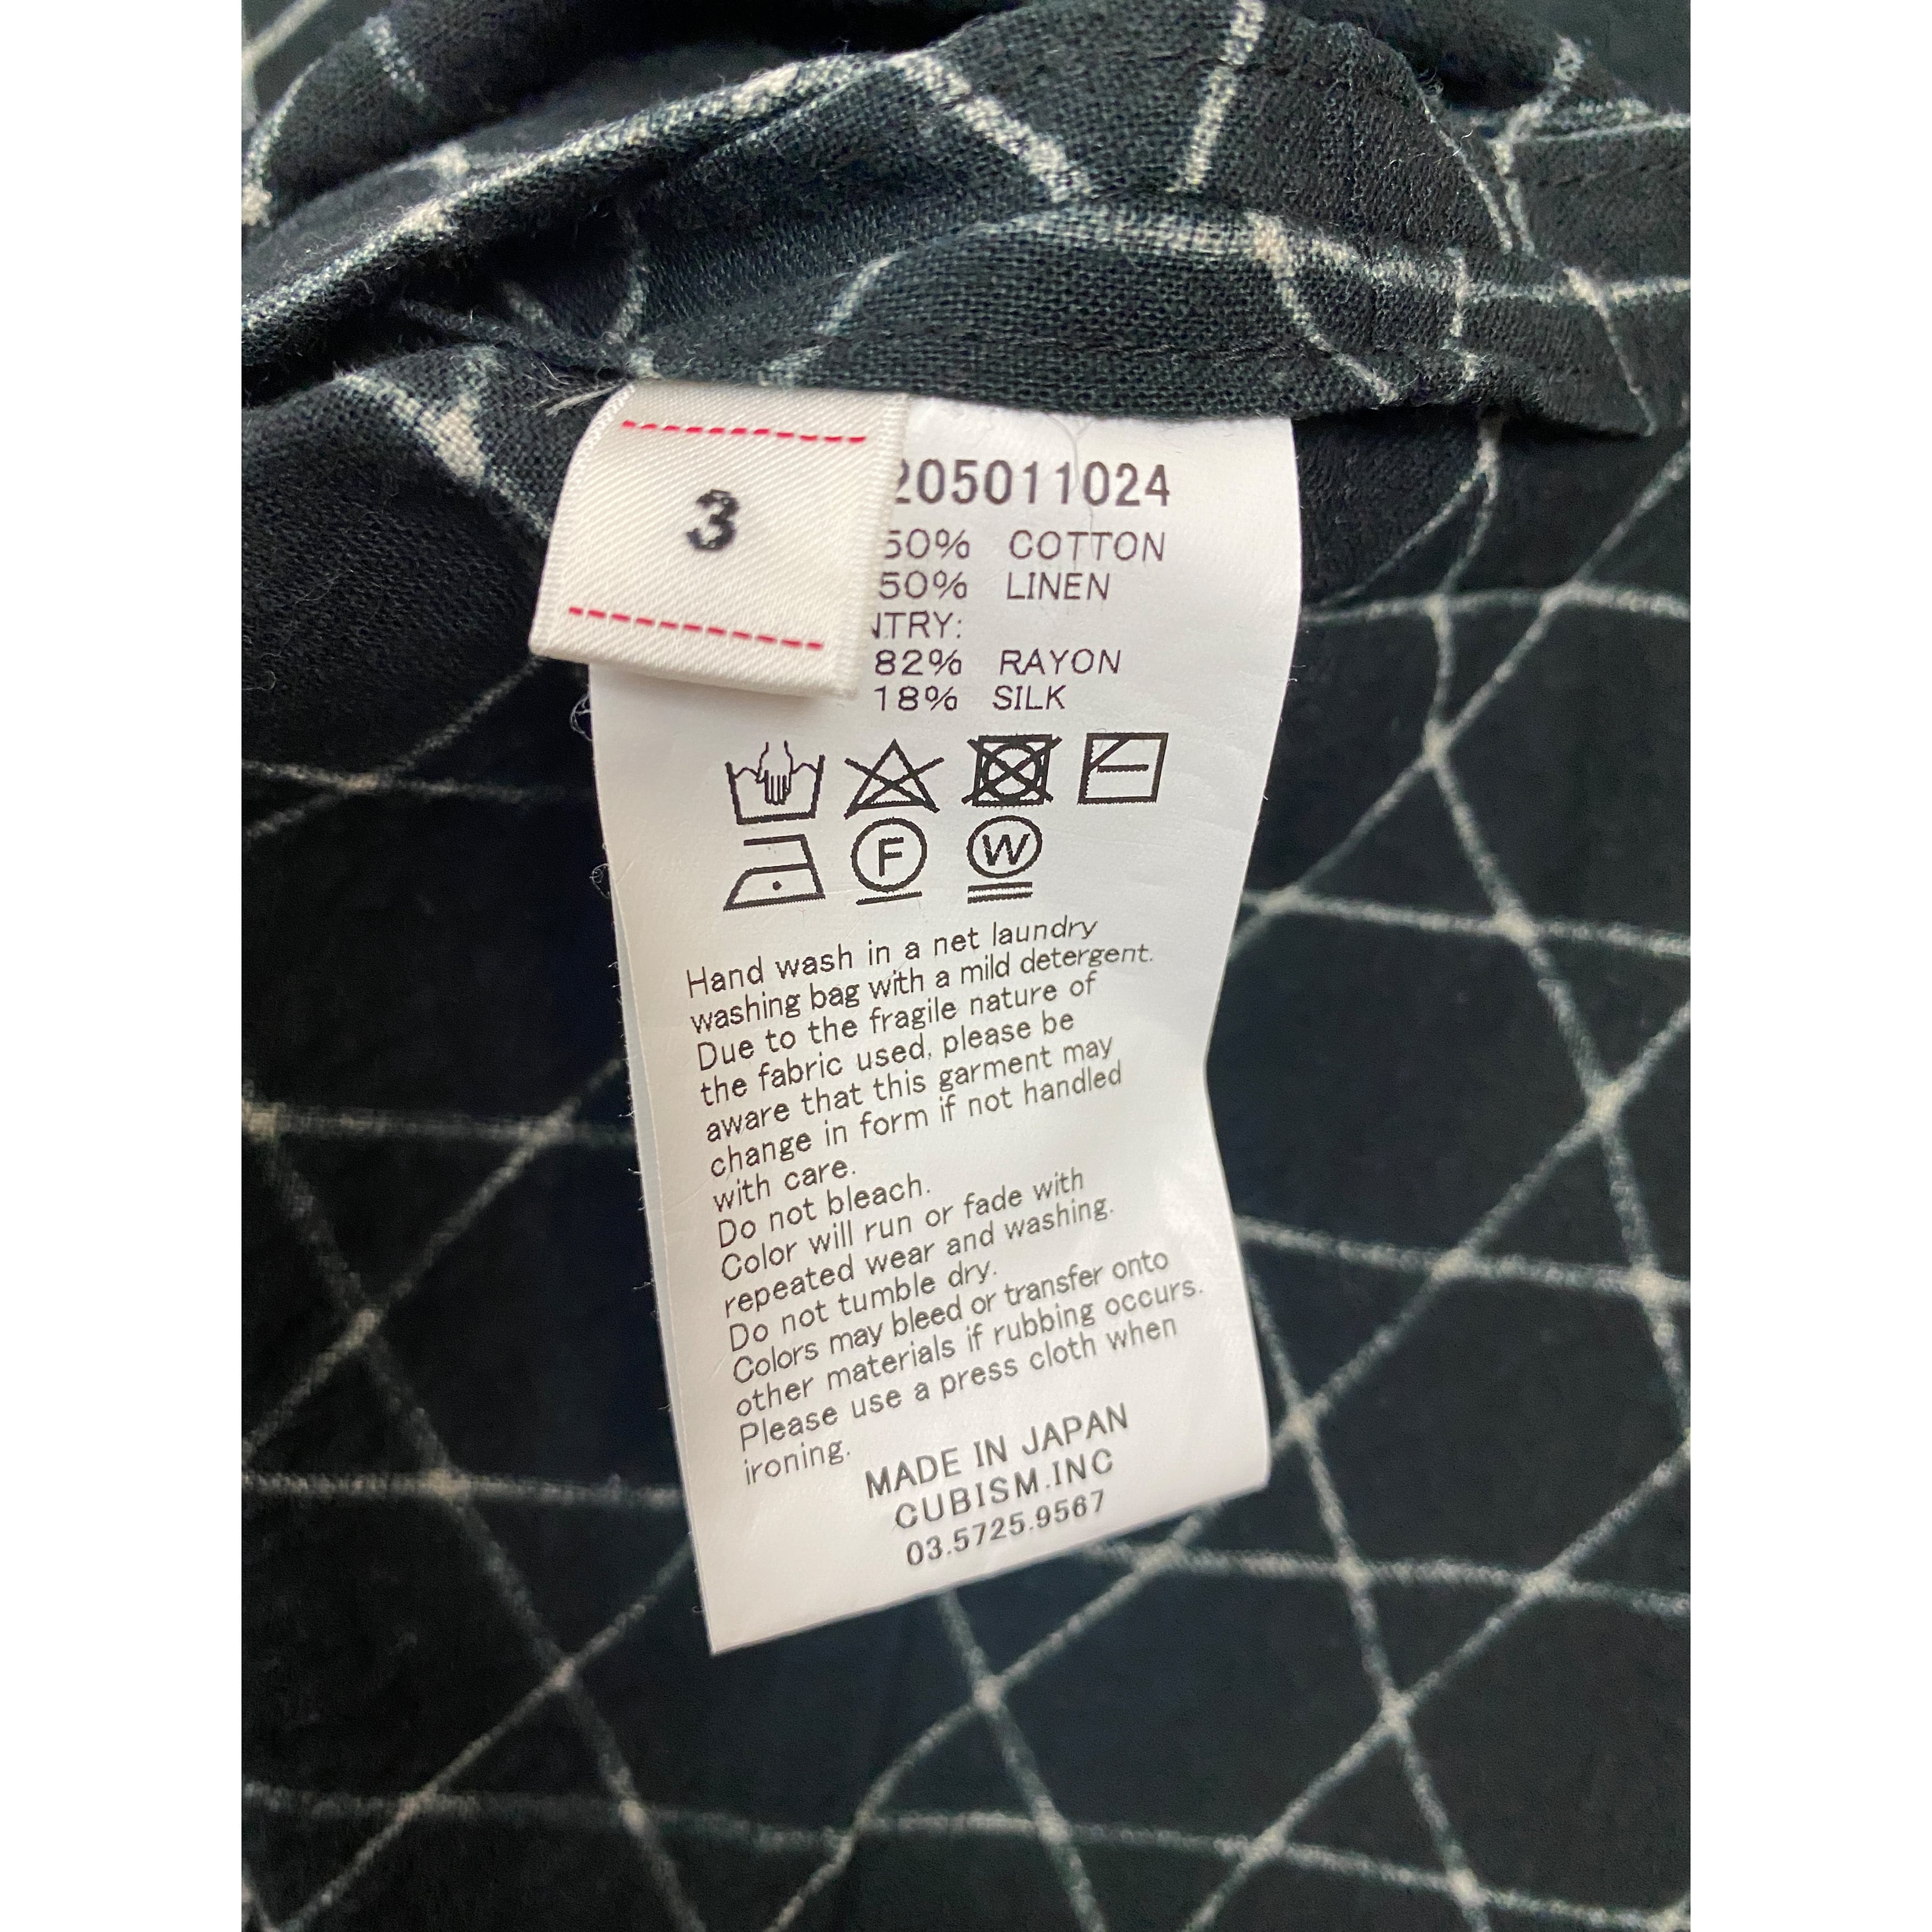 3
205011024
50% COTTON
50% LINEN
NTRY:
82% RAYON
18% SILK
F W
Hand wash in a net laundry
washing bag with a mild detergent.
Due to the fragile nature of
the fabric used, please be
aware that this garment may
change in form if not handled
with care.
Do not bleach.
Color will run or fade with
repeated wear and washing.
Do not tumble dry.
Colors may bleed or transfer onto
other materials if rubbing occurs.
Please use a press cloth when
ironing.
MADE IN JAPAN
CUBISM.INC
03.5725.9567